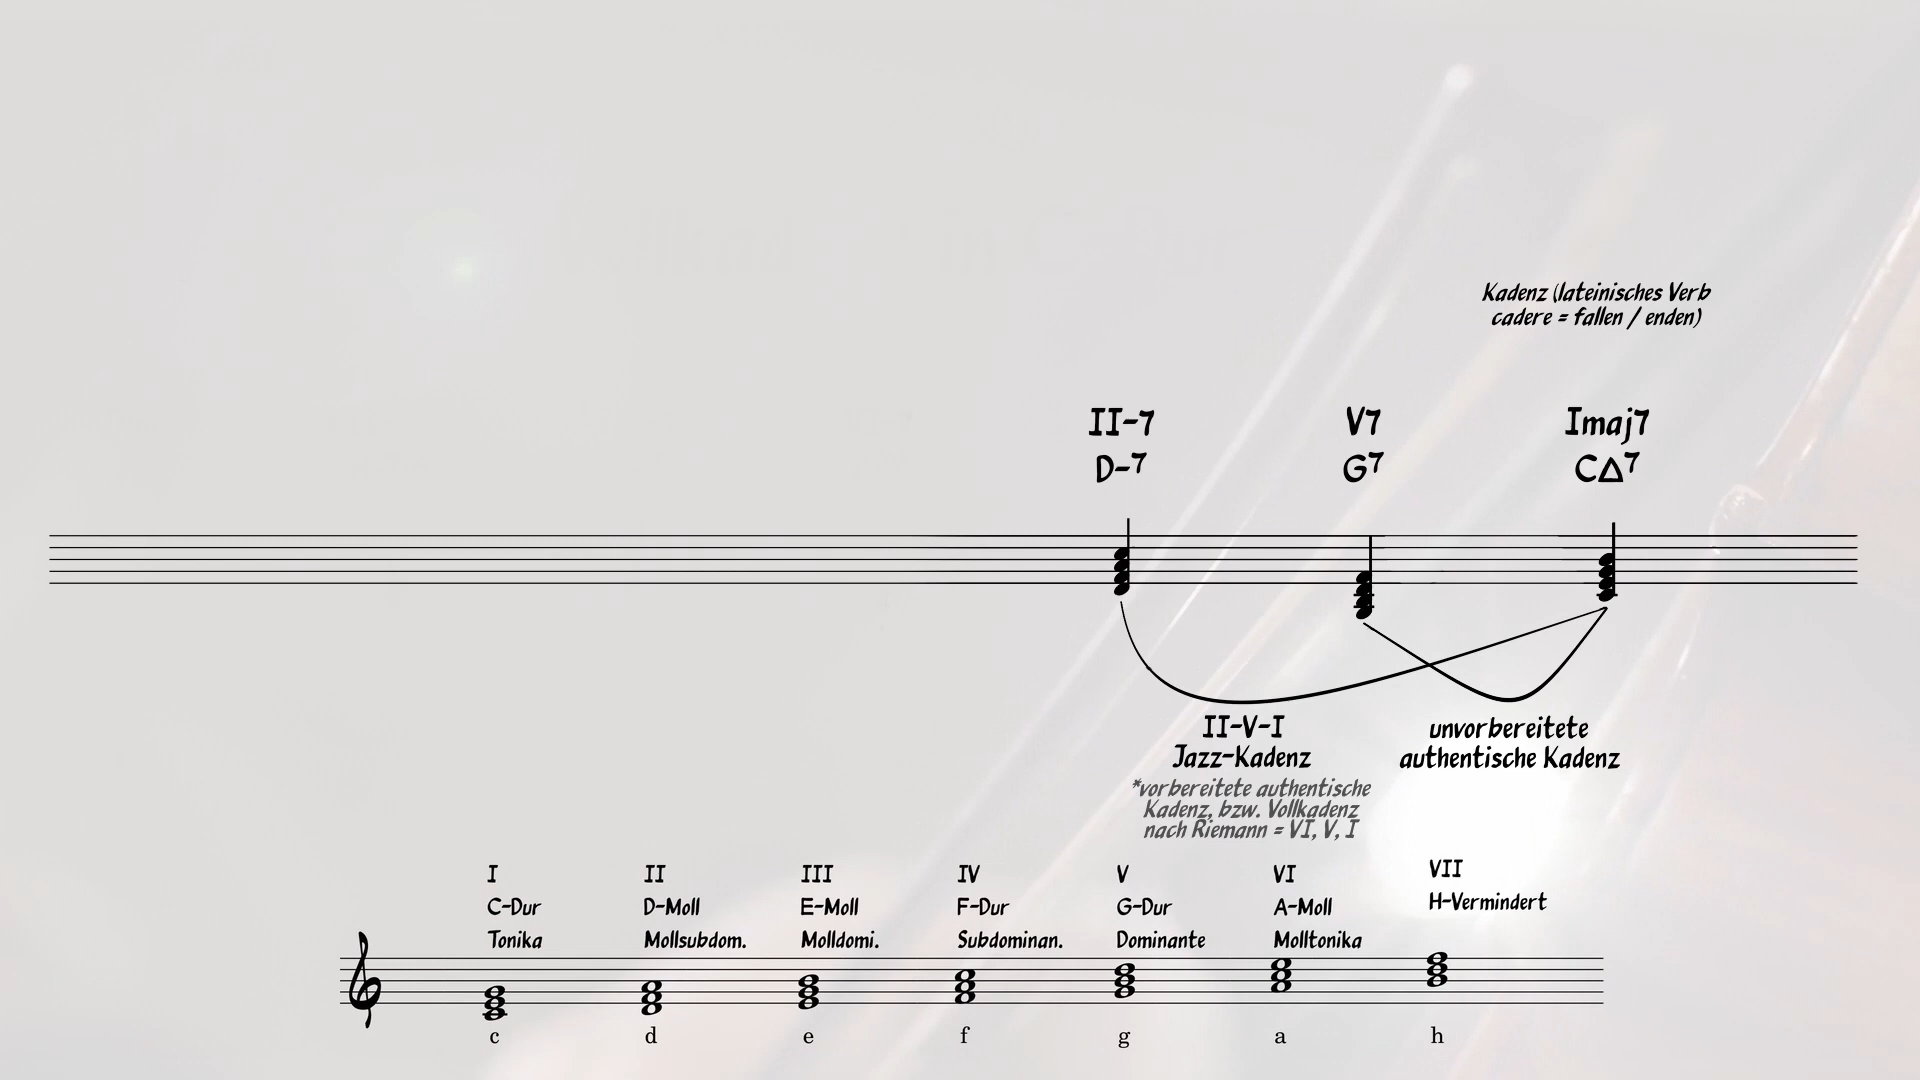 Kadenz (lateinisches Verb
cadere = fallen / enden)
II-7 V7 Imaj7
D-7 G7 C△7
II-V-I
Jazz-Kadenz
*vorbereitete authentische
Kadenz, bzw. Vollkadenz
nach Riemann = VI, V, I
unvorbereitete
authentische Kadenz
I II III IV V VI VII
C-Dur D-Moll E-Moll F-Dur G-Dur A-Moll H-Vermindert
Tonika Mollsubdom. Molldomi. Subdominan. Dominante Molltonika
c d e f g a h